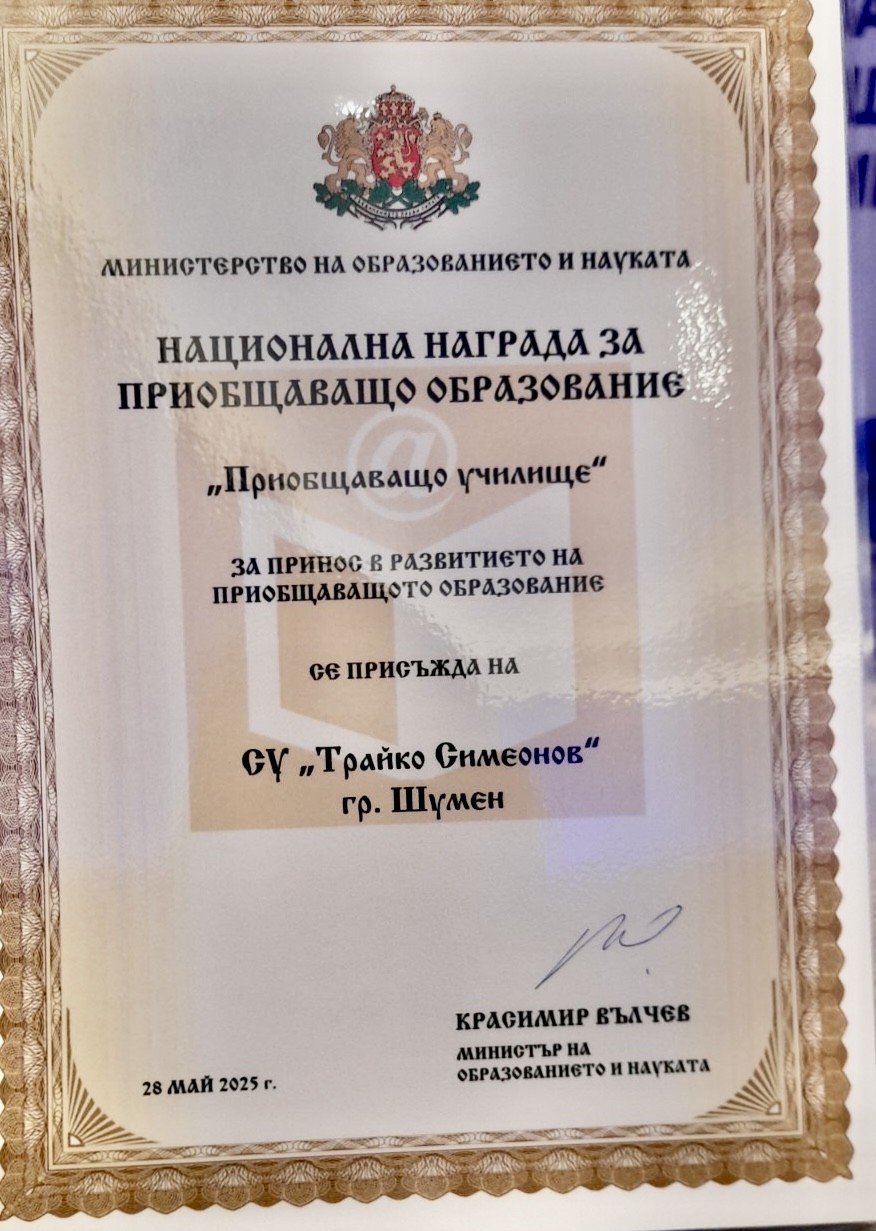 МИНИСТЕРСТВО НА ОБРАЗОВАНИЕТО И НАУКАТА
НАЦИОНАЛНА НАГРАДА ЗА
ПРИОБЩАВАЩО ОБРАЗОВАНИЕ
„Приобщаващо училище“
ЗА ПРИНОС В РАЗВИТИЕТО НА
ПРИОБЩАВАЩОТО ОБРАЗОВАНИЕ
СЕ ПРИСЪЖДА НА
СУ „Трайко Симеонов“
гр. Шумен
КРАСИМИР ВЪЛЧЕВ
МИНИСТЪР НА
ОБРАЗОВАНИЕТО И НАУКАТА
28 МАЙ 2025 г.